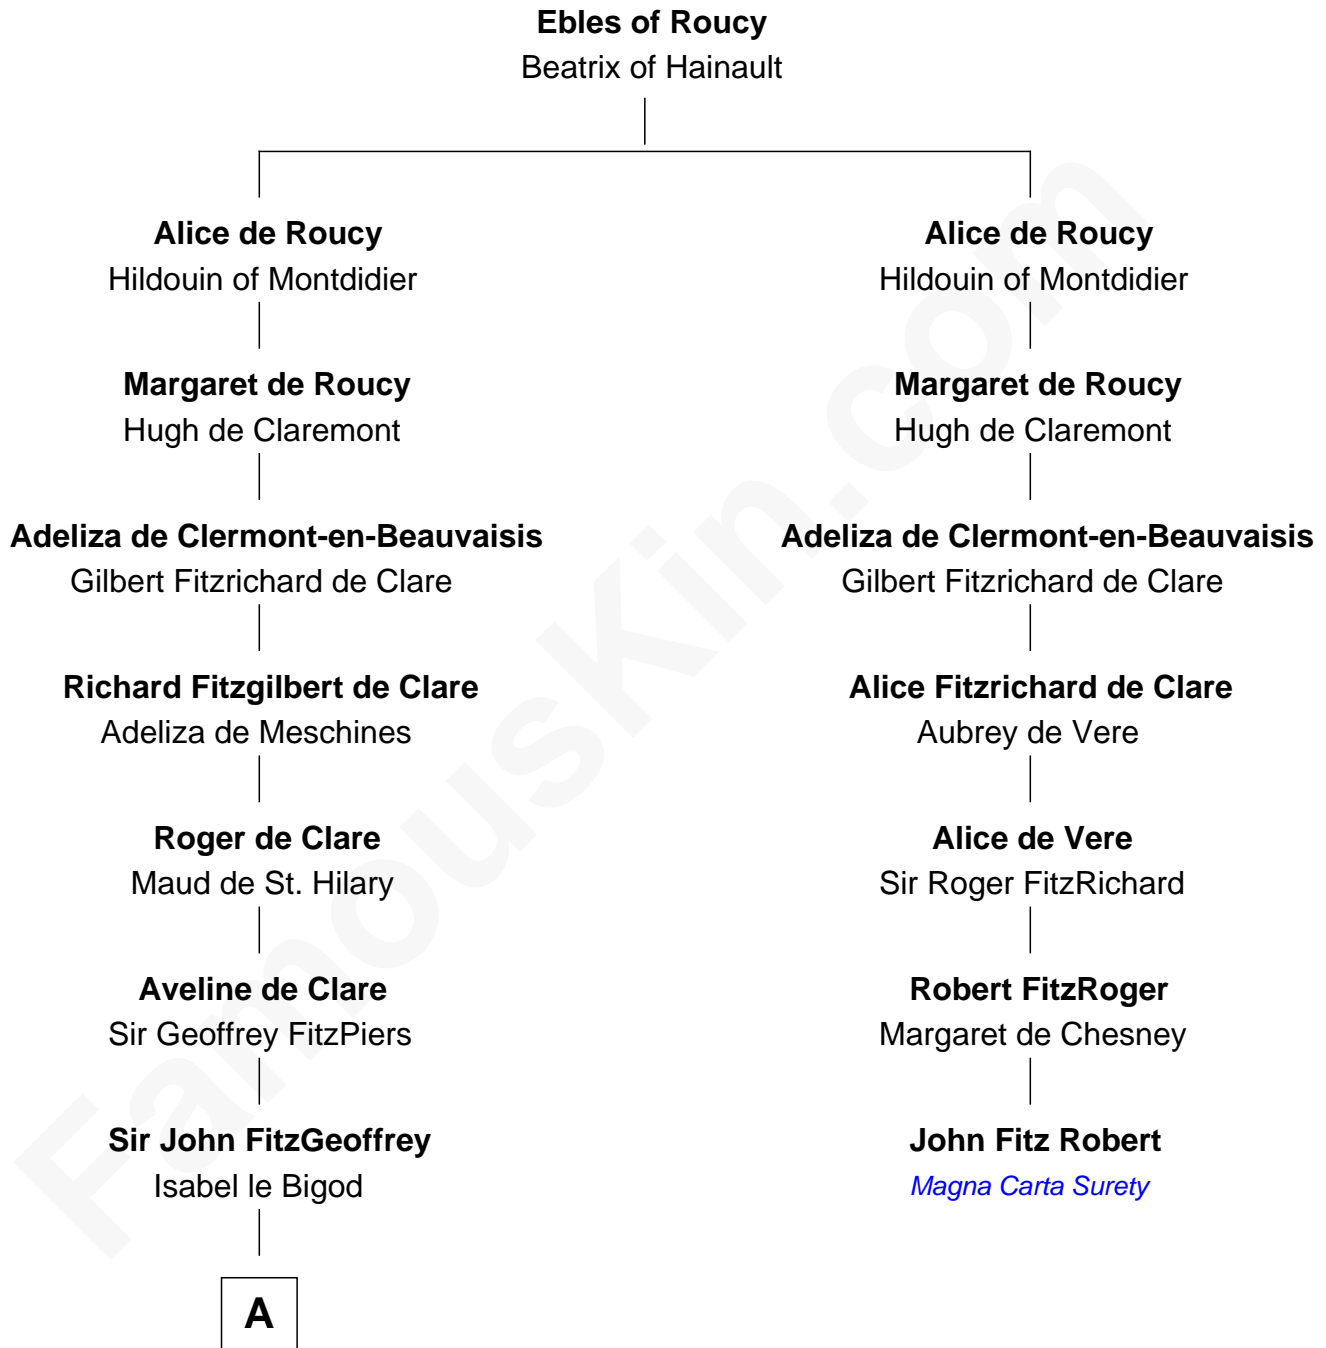 Ebles of Roucy
Beatrix of Hainault
Alice de Roucy
Hildouin of Montdidier
Alice de Roucy
Hildouin of Montdidier
Margaret de Roucy
Hugh de Claremont
Margaret de Roucy
Hugh de Claremont
Adeliza de Clermont-en-Beauvaisis
Gilbert Fitzrichard de Clare
Adeliza de Clermont-en-Beauvaisis
Gilbert Fitzrichard de Clare
Richard Fitzgilbert de Clare
Adeliza de Meschines
Alice Fitzrichard de Clare
Aubrey de Vere
Roger de Clare
Maud de St. Hilary
Alice de Vere
Sir Roger FitzRichard
Aveline de Clare
Sir Geoffrey FitzPiers
Robert FitzRoger
Margaret de Chesney
Sir John FitzGeoffrey
Isabel le Bigod
John Fitz Robert
Magna Carta Surety
A
FamousKin.com